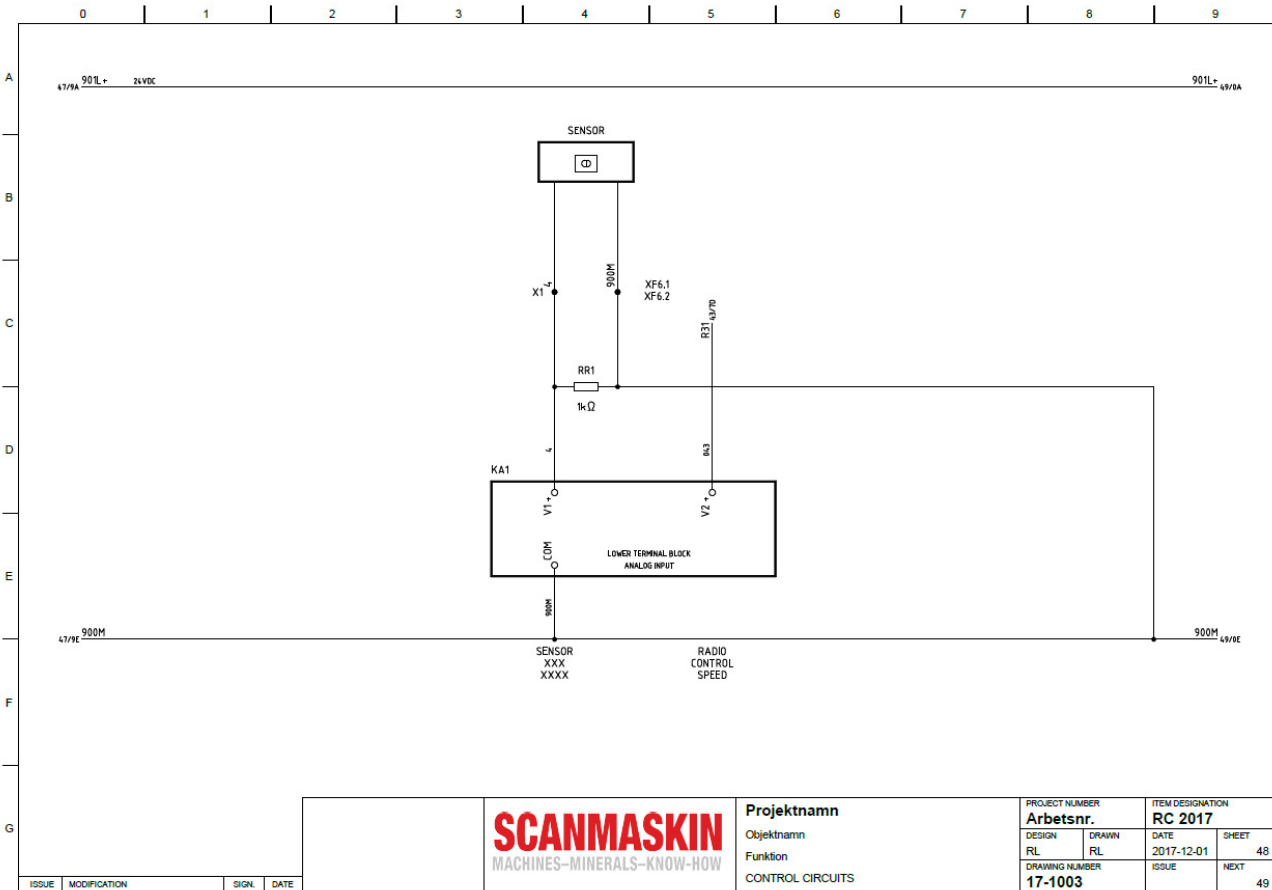 0 1 2 3 4 5 6 7 8 9
A
B
C
D
E
F
G
47/9A 901L+ 24VDC
901L+ 49/0A
SENSOR
X1 4
900M
XF6.1
XF6.2
R31 43/7D
RR1
1kΩ
4
043
KA1
V1 +
V2 +
COM
LOWER TERMINAL BLOCK
ANALOG INPUT
900M
47/9E 900M
900M 49/0E
SENSOR
XXX
XXXX
RADIO
CONTROL
SPEED
SCANMASKIN
MACHINES–MINERALS–KNOW-HOW
Projektnamn
Objektnamn
Funktion
CONTROL CIRCUITS
PROJECT NUMBER
Arbetsnr.
ITEM DESIGNATION
RC 2017
DESIGN
RL
DRAWN
RL
DATE
2017-12-01
SHEET
48
DRAWING NUMBER
17-1003
ISSUE
NEXT
49
ISSUE MODIFICATION SIGN. DATE